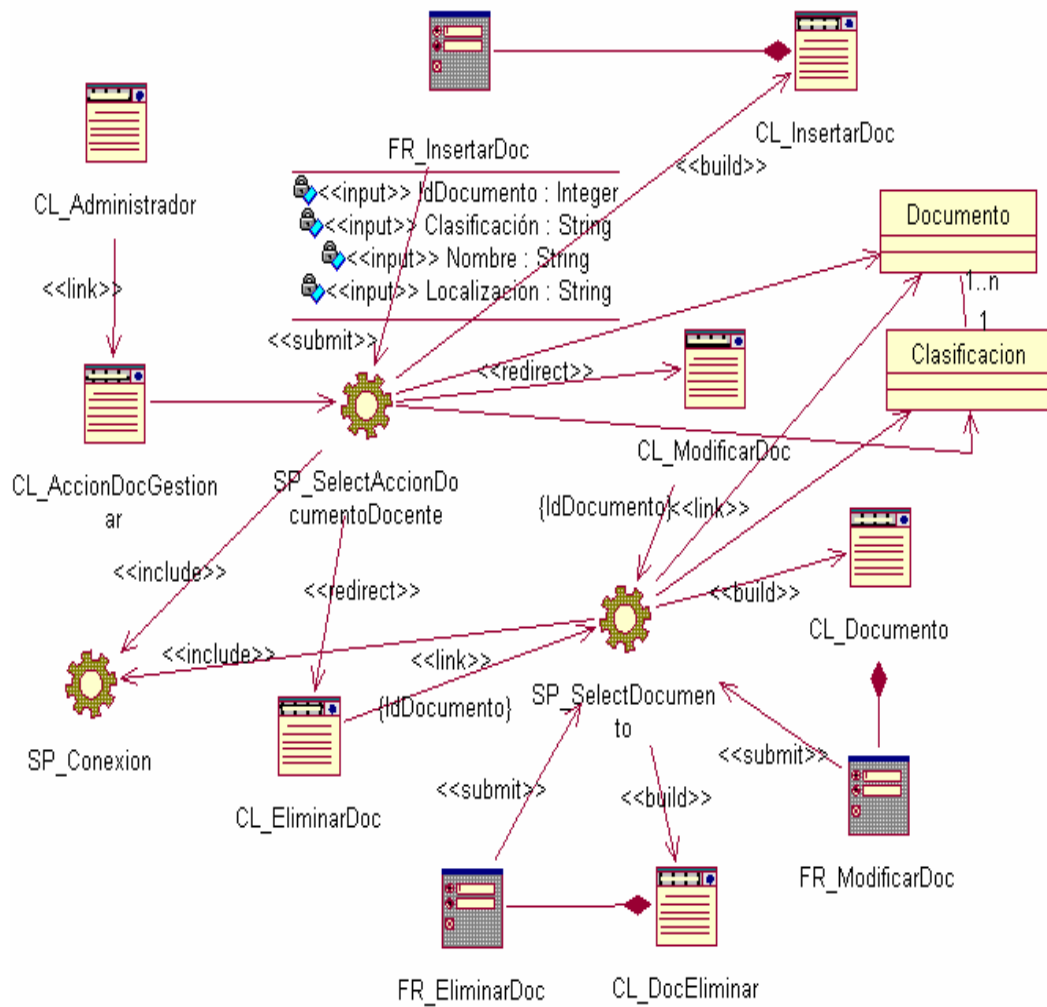 CL_InsertarDoc
FR_InsertarDoc
<<build>>
CL_Administrador
<<input>> IdDocumento : Integer
<<input>> Clasificación : String
<<input>> Nombre : String
<<input>> Localización : String
Documento
<<link>>
1..n
1
<<submit>>
<<redirect>>
Clasificacion
CL_ModificarDoc
CL_AccionDocGestion
ar
SP_SelectAccionDo
cumentoDocente
{IdDocumento}
<<link>>
<<include>>
<<redirect>>
<<build>>
CL_Documento
<<include>>
<<link>>
{IdDocumento}
SP_SelectDocumen
to
SP_Conexion
CL_EliminarDoc
<<submit>>
<<build>>
<<submit>>
FR_ModificarDoc
FR_EliminarDoc
CL_DocEliminar